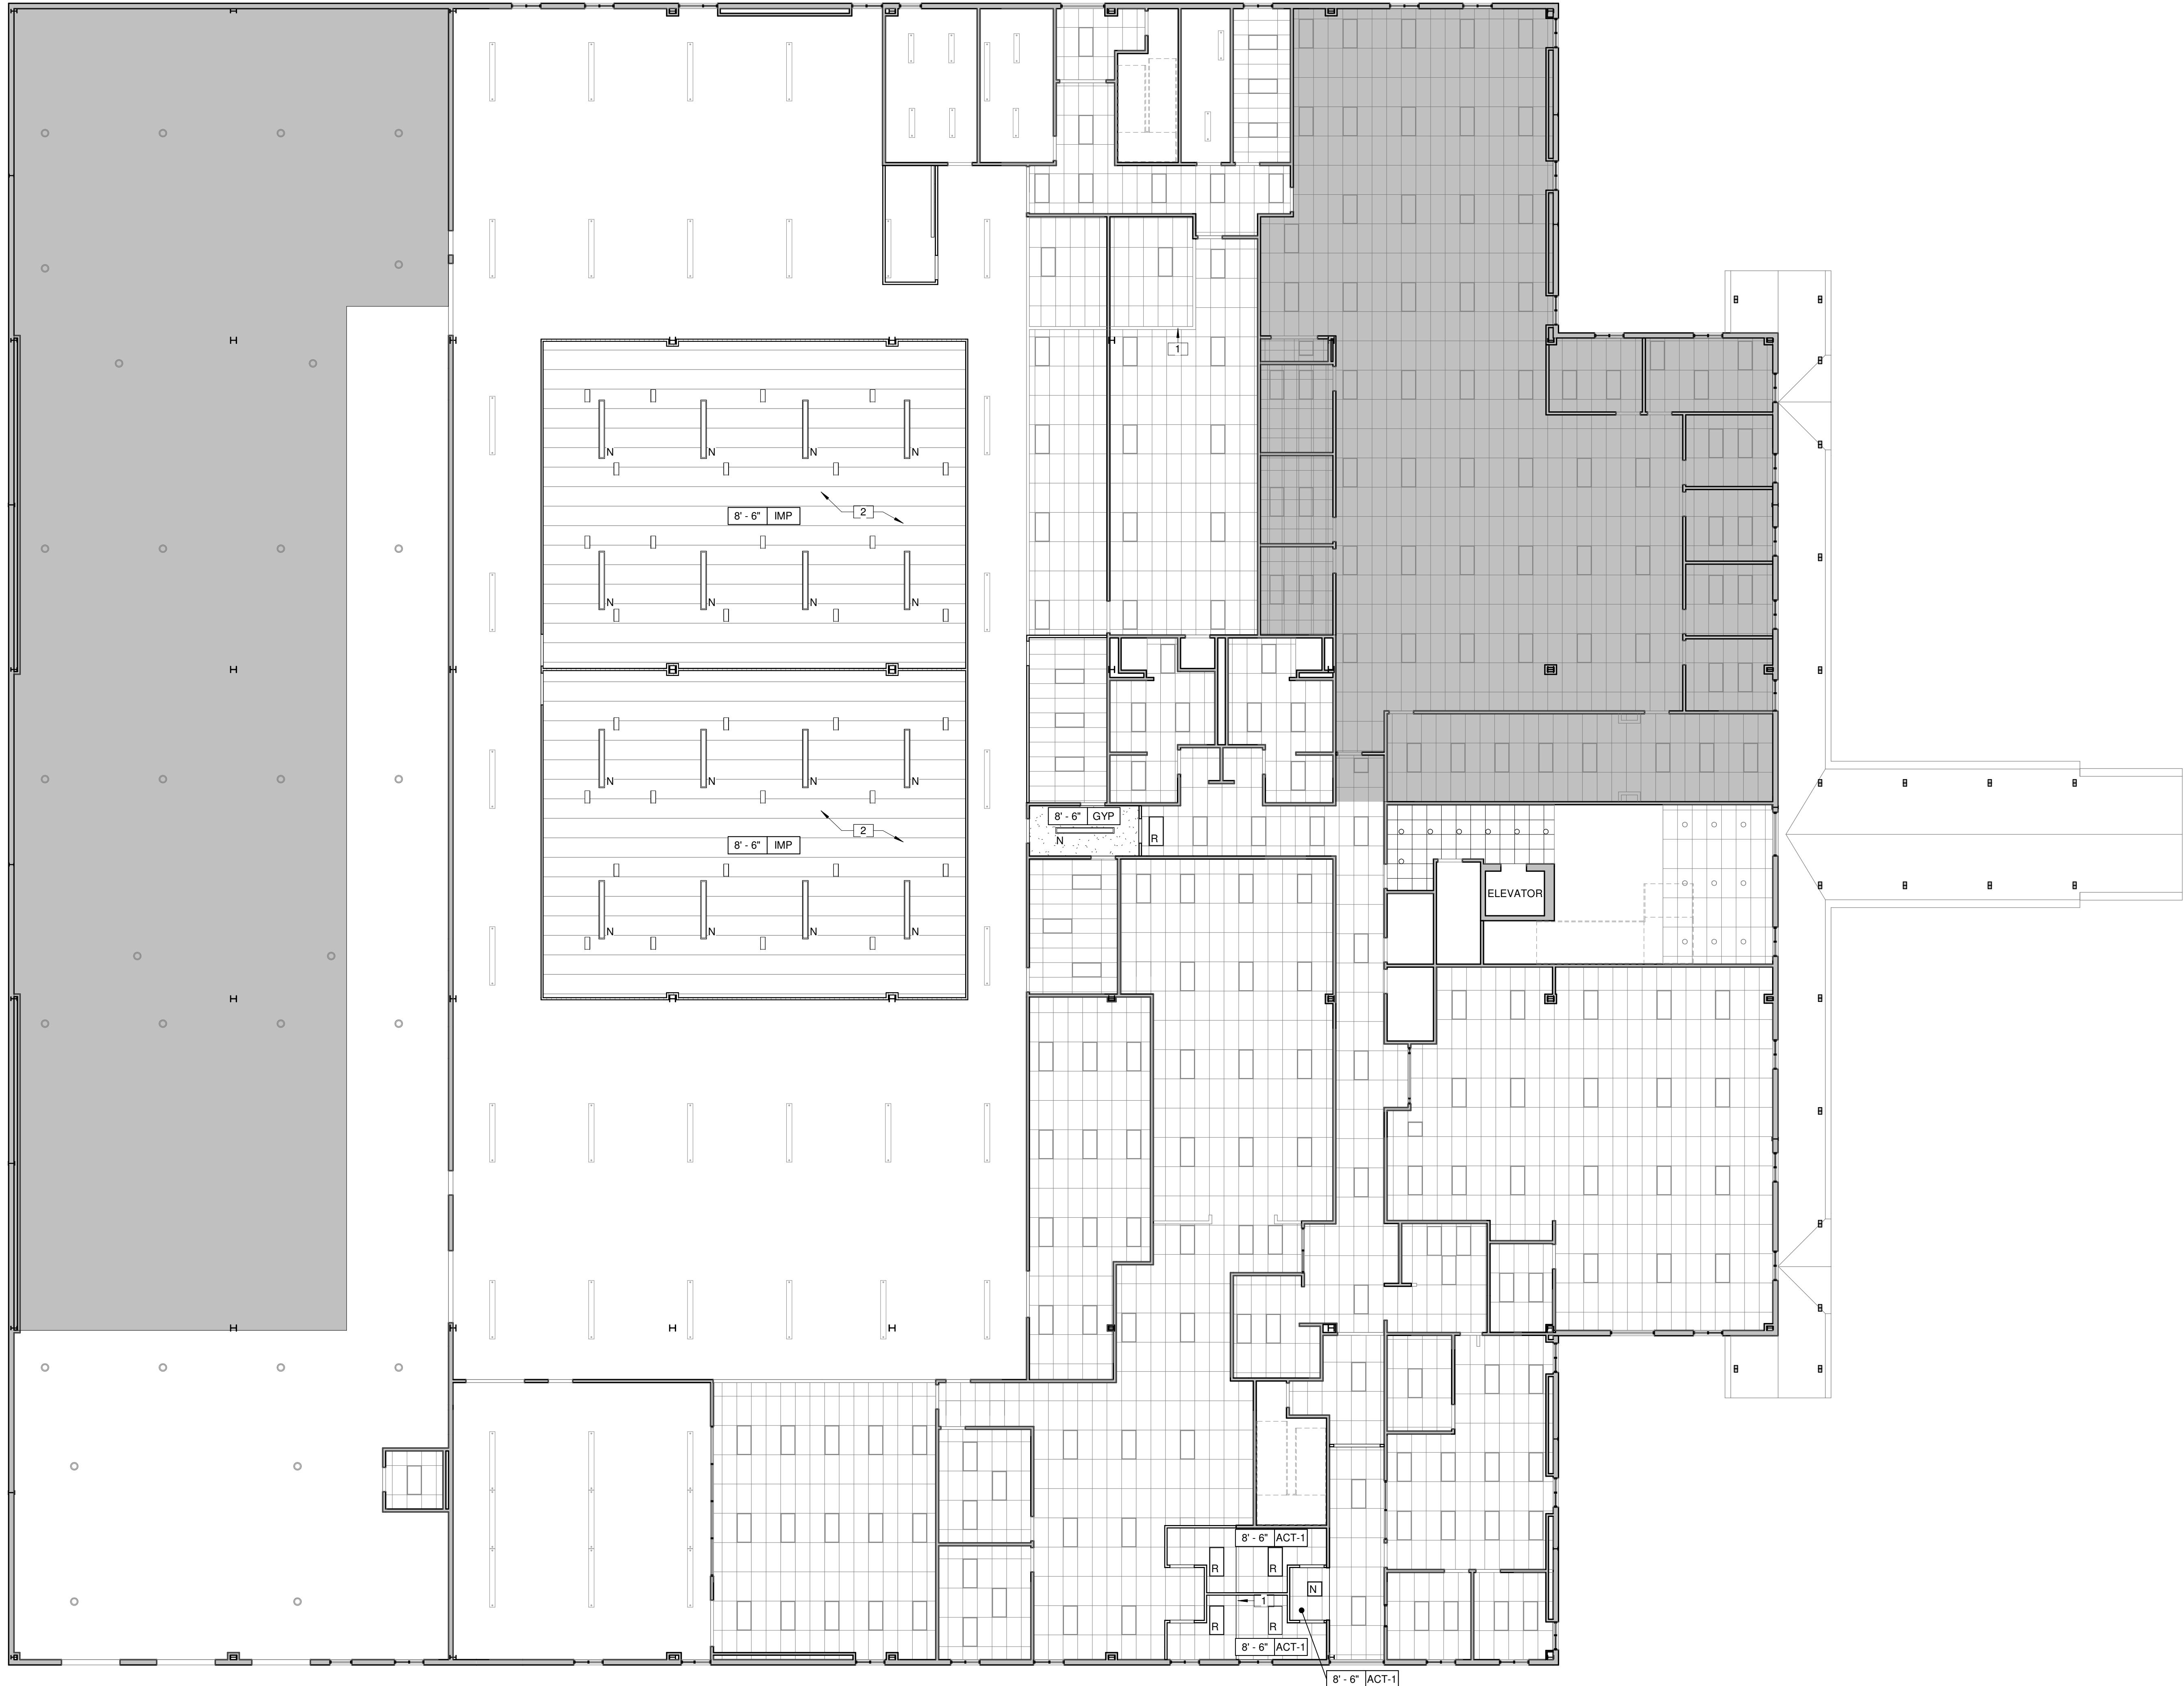 1
N N N N
2
8' - 6" IMP
N N N N
N N N N
2
8' - 6" GYP
8' - 6" IMP
N
R
ELEVATOR
N N N N
8' - 6" ACT-1
R R
N
1
R R
8' - 6" ACT-1
8' - 6" ACT-1